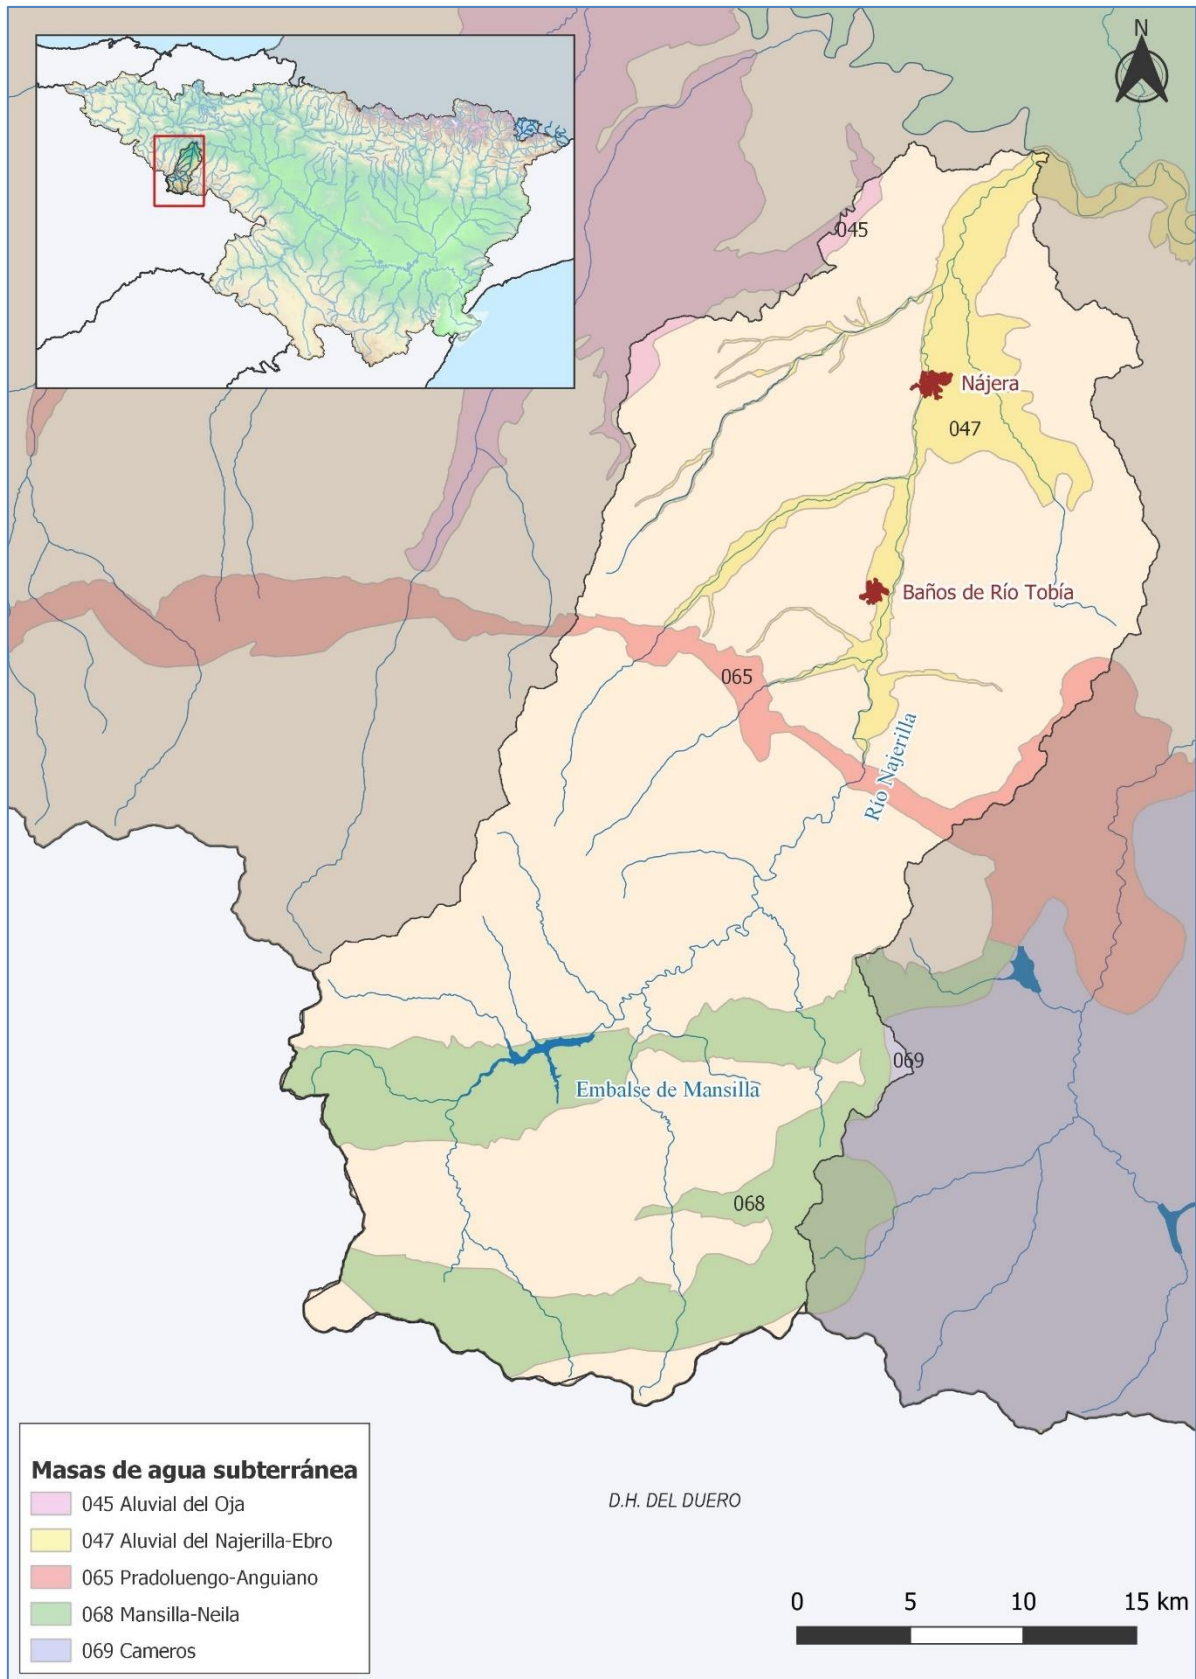 N
045
Nájera
047
Baños de Río Tobía
065
Río Najerilla
069
Embalse de Mansilla
068
D.H. DEL DUERO
Masas de agua subterránea
045 Aluvial del Oja
047 Aluvial del Najerilla-Ebro
065 Pradoluengo-Anguiano
068 Mansilla-Neila
069 Cameros
0 5 10 15 km